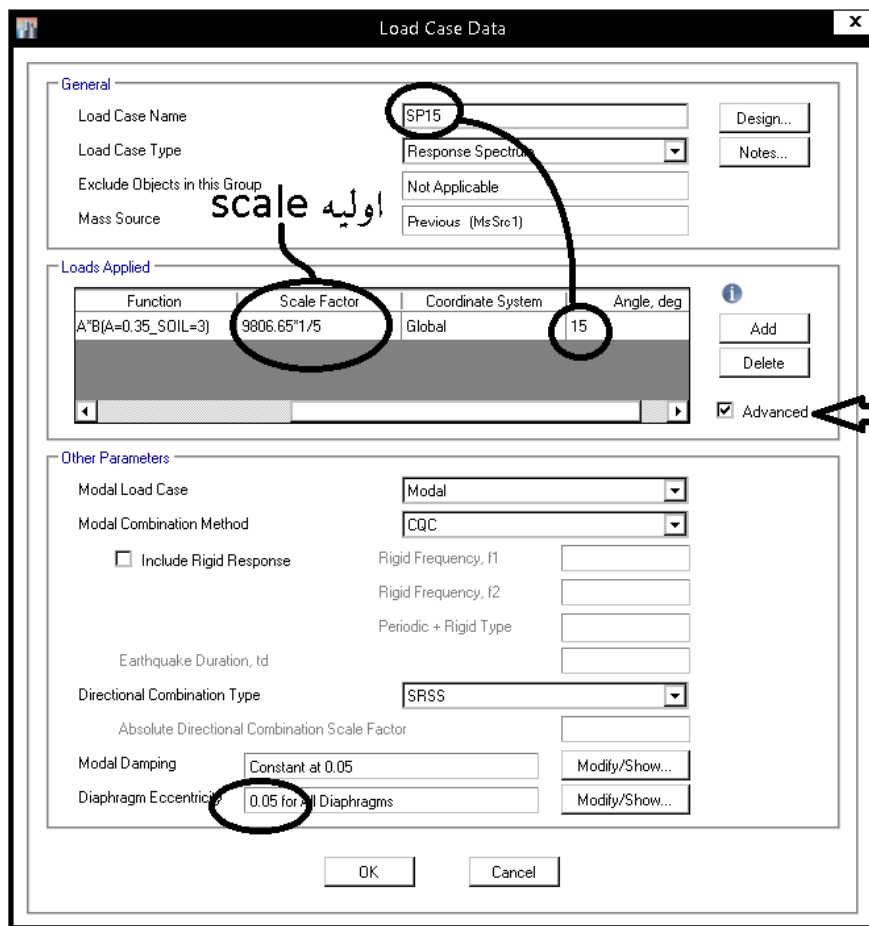 Load Case Data
x
General
Load Case Name
SP15
Design...
Load Case Type
Response Spectrum
Notes...
Exclude Objects in this Group
Not Applicable
scale اولیه
Mass Source
Previous (MsSrc1)
Loads Applied
Function Scale Factor Coordinate System Angle, deg
A*B(A=0.35_SOIL=3) 9806.65*1/5 Global 15
i
Add
Delete
Advanced
Other Parameters
Modal Load Case
Modal
Modal Combination Method
CQC
Include Rigid Response
Rigid Frequency, f1
Rigid Frequency, f2
Periodic + Rigid Type
Earthquake Duration, td
Directional Combination Type
SRSS
Absolute Directional Combination Scale Factor
Modal Damping
Constant at 0.05
Modify/Show...
Diaphragm Eccentricity
0.05 for All Diaphragms
Modify/Show...
OK
Cancel